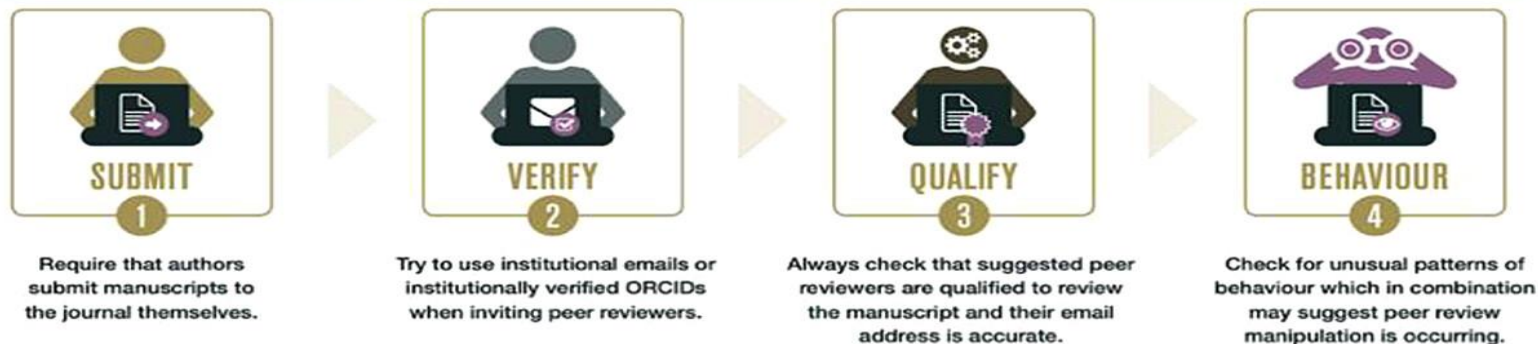 SUBMIT
1
Require that authors
submit manuscripts to
the journal themselves.
VERIFY
2
Try to use institutional emails or
institutionally verified ORCIDs
when inviting peer reviewers.
QUALIFY
3
Always check that suggested peer
reviewers are qualified to review
the manuscript and their email
address is accurate.
BEHAVIOUR
4
Check for unusual patterns of
behaviour which in combination
may suggest peer review
manipulation is occurring.